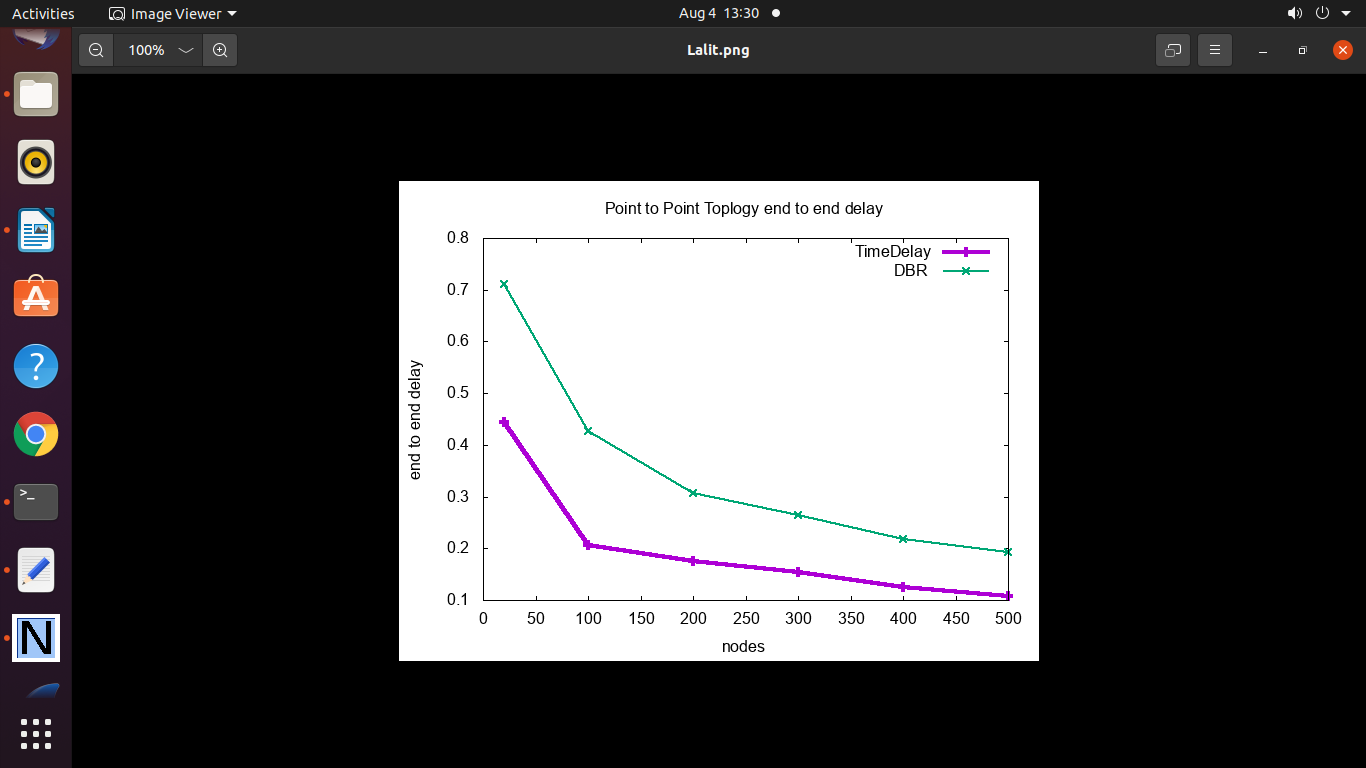 Activities Image Viewer Aug 4 13:30
100% Lalit.png
Point to Point Toplogy end to end delay
0.8
TimeDelay
DBR
0.7
0.6
0.5
0.4
0.3
0.2
0.1
end to end delay
0 50 100 150 200 250 300 350 400 450 500
nodes
A
?
>_
N